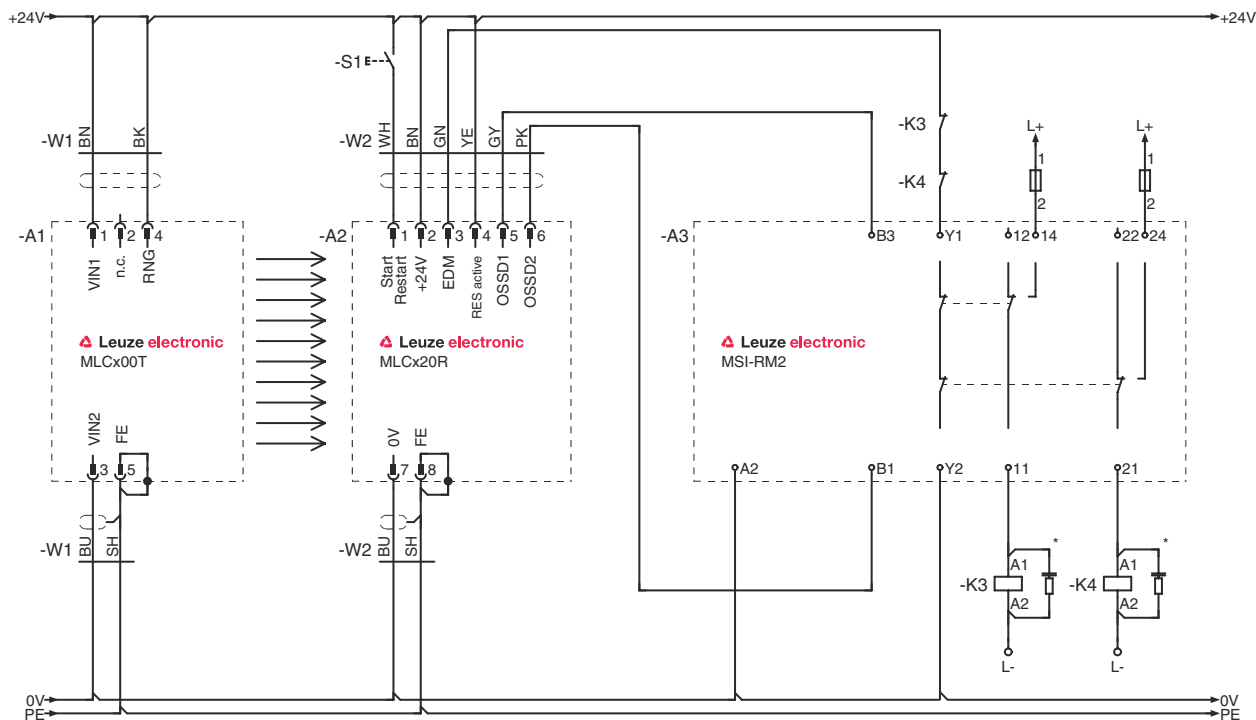 +24V
+24V
-S1
-W1
BN
BK
-W2
WH
BN
GN
YE
GY
PK
-K3
-K4
L+
1
2
L+
1
2
-A1
1
2
4
VIN1
n.c.
RNG
-A2
1
2
3
4
5
6
Start
Restart
+24V
EDM
RES active
OSSD1
OSSD2
-A3
B3
Y1
12
14
22
24
Leuze electronic
MLCx00T
Leuze electronic
MLCx20R
Leuze electronic
MSI-RM2
VIN2
FE
3
5
0V
FE
7
8
A2
B1
Y2
11
21
-W1
BU
SH
-W2
BU
SH
-K3
A1
A2
*
-K4
A1
A2
*
L-
L-
0V
0V
PE
PE